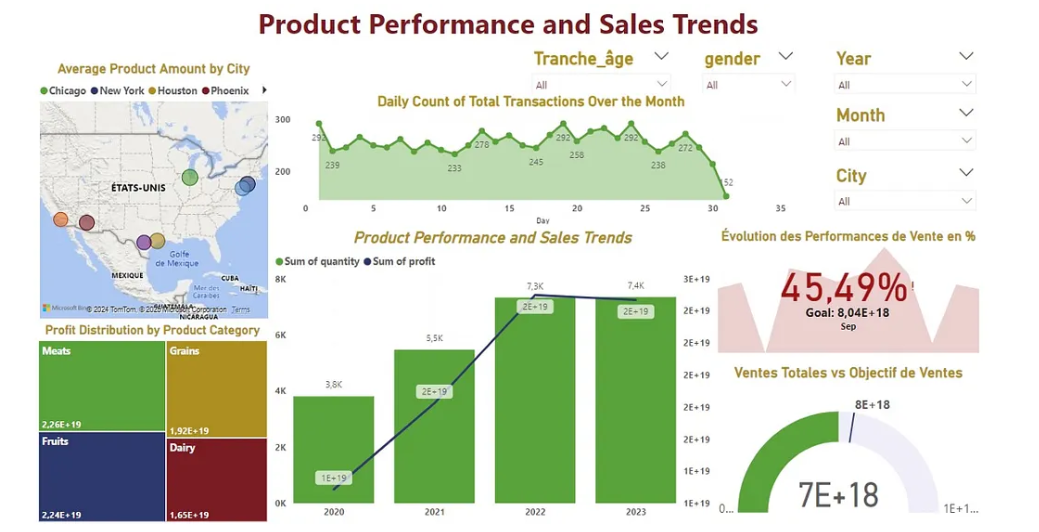 Product Performance and Sales Trends
Tranche_âge
gender
Year
All
All
All
Month
All
City
All
Average Product Amount by City
Chicago New York Houston Phoenix
ÉTATS-UNIS
MEXIQUE
Golfe
de Mexique
CUBA
HAÏTI
Mer des
Caraïbes
GUATEMALA
NICARAGUA
© 2024 TomTom, © 2025 Microsoft Corporation Terms
Daily Count of Total Transactions Over the Month
300
200
292
239
233
278
245
292
258
292
238
272
52
0 5 10 15 20 25 30 35
Day
Product Performance and Sales Trends
Sum of quantity Sum of profit
8K
6K
4K
2K
0K
3,8K
5,5K
7,3K
7,4K
1E+19
2E+19
2E+19
2E+19
3E+19
2E+19
2E+19
2E+19
2E+19
2E+19
1E+19
1E+19
2020 2021 2022 2023
Évolution des Performances de Vente en %
45,49%!
Goal: 8,04E+18
Sep
Profit Distribution by Product Category
Meats
2,26E+19
Grains
1,92E+19
Fruits
2,24E+19
Dairy
1,65E+19
Ventes Totales vs Objectif de Ventes
8E+18
7E+18
0...
1E+1...